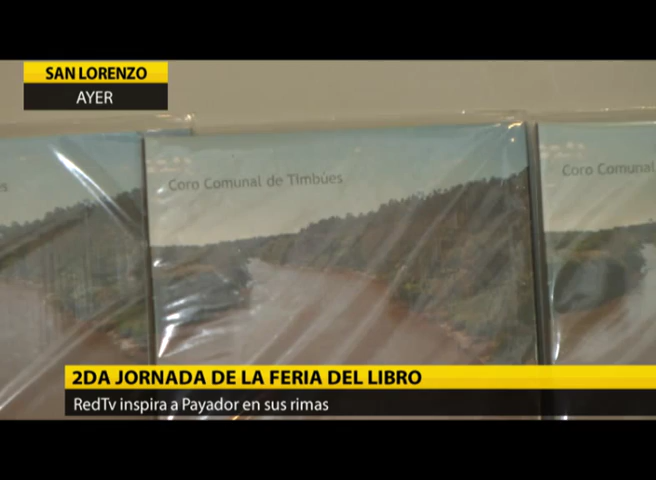 SAN LORENZO
AYER
s
Coro Comunal de Timbúes
Coro Comunal
2DA JORNADA DE LA FERIA DEL LIBRO
RedTv inspira a Payador en sus rimas